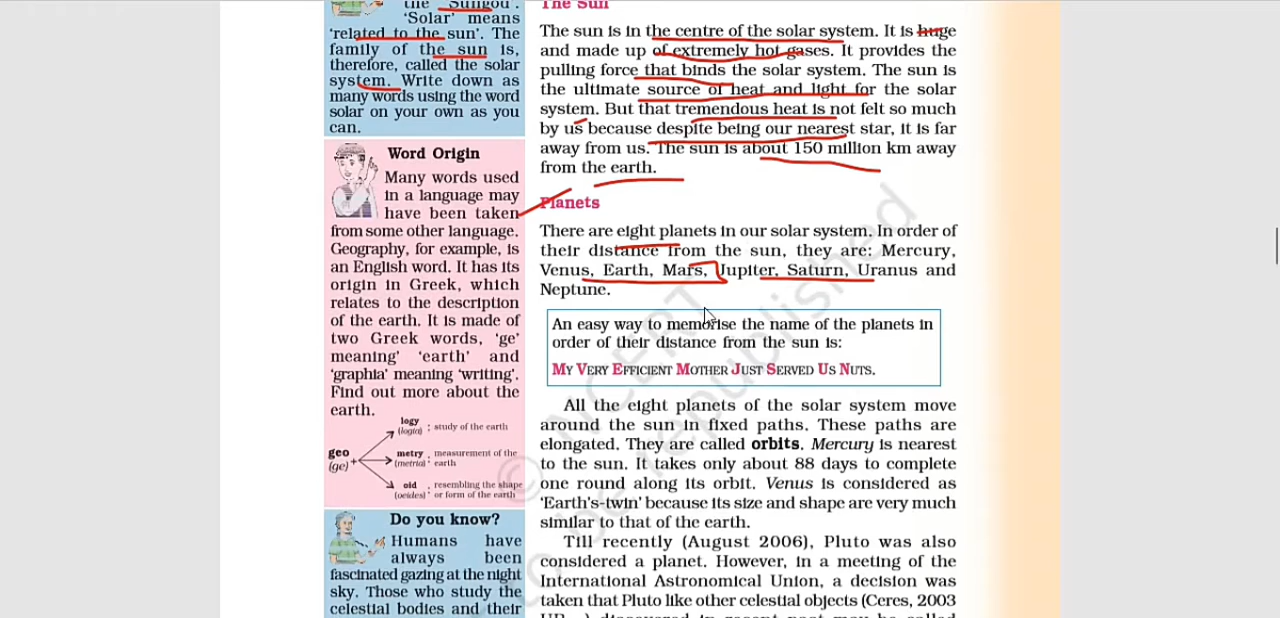 the 'Sungod'.
'Solar' means
'related to the sun'. The
family of the sun is,
therefore, called the solar
system. Write down as
many words using the word
solar on your own as you
can.
Word Origin
Many words used
in a language may
have been taken
from some other language.
Geography, for example, is
an English word. It has its
origin in Greek, which
relates to the description
of the earth. It is made of
two Greek words, 'ge'
meaning' 'earth' and
'graphia' meaning 'writing'.
Find out more about the
earth.
geo
(ge)+
logy
(logia) : study of the earth
metry : measurement of the
(metria) earth
oid : resembling the shape
(oeides) or form of the earth
Do you know?
Humans have
always been
fascinated gazing at the night
sky. Those who study the
celestial bodies and their
The Sun
The sun is in the centre of the solar system. It is huge
and made up of extremely hot gases. It provides the
pulling force that binds the solar system. The sun is
the ultimate source of heat and light for the solar
system. But that tremendous heat is not felt so much
by us because despite being our nearest star, it is far
away from us. The sun is about 150 million km away
from the earth.
Planets
There are eight planets in our solar system. In order of
their distance from the sun, they are: Mercury,
Venus, Earth, Mars, Jupiter, Saturn, Uranus and
Neptune.
An easy way to memorise the name of the planets in
order of their distance from the sun is:
MY VERY EFFICIENT MOTHER JUST SERVED US NUTS.
All the eight planets of the solar system move
around the sun in fixed paths. These paths are
elongated. They are called orbits. Mercury is nearest
to the sun. It takes only about 88 days to complete
one round along its orbit. Venus is considered as
'Earth's-twin' because its size and shape are very much
similar to that of the earth.
Till recently (August 2006), Pluto was also
considered a planet. However, in a meeting of the
International Astronomical Union, a decision was
taken that Pluto like other celestial objects (Ceres, 2003
discovered in recent past may be called
© NCERT
to be republished